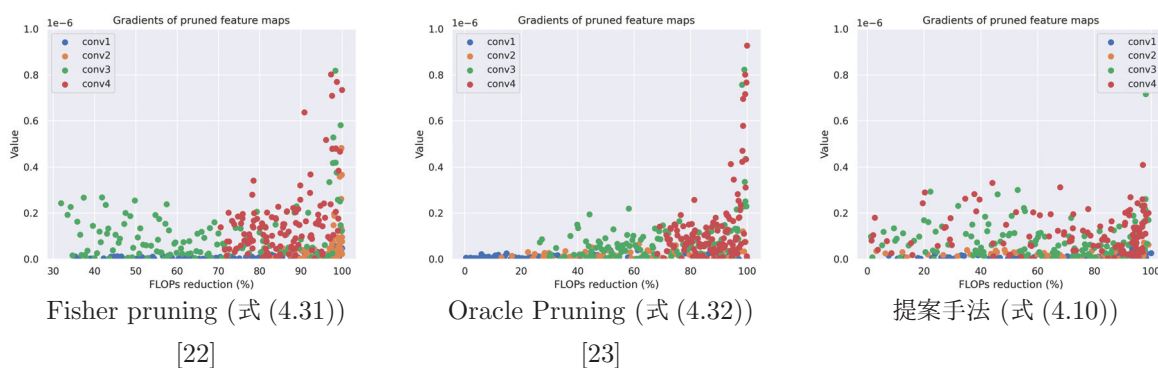 Gradients of pruned feature maps
1e−6
1.0
0.8
0.6
0.4
0.2
0.0
Value
conv1
conv2
conv3
conv4
30 40 50 60 70 80 90 100
FLOPs reduction (%)
Fisher pruning (式 (4.31))
[22]
Gradients of pruned feature maps
1e−6
1.0
0.8
0.6
0.4
0.2
0.0
Value
conv1
conv2
conv3
conv4
0 20 40 60 80 100
FLOPs reduction (%)
Oracle Pruning (式 (4.32))
[23]
Gradients of pruned feature maps
1e−6
1.0
0.8
0.6
0.4
0.2
0.0
Value
conv1
conv2
conv3
conv4
0 20 40 60 80 100
FLOPs reduction (%)
提案手法 (式 (4.10))